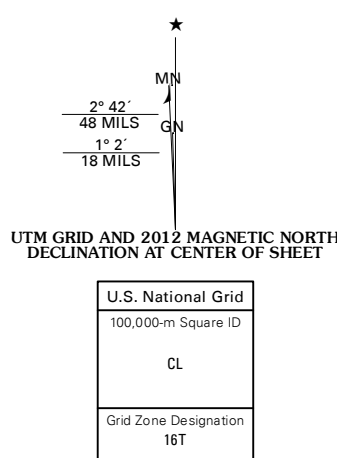 ★
MN
2° 42´
48 MILS
GN
1° 2´
18 MILS
UTM GRID AND 2012 MAGNETIC NORTH
DECLINATION AT CENTER OF SHEET
U.S. National Grid
100,000-m Square ID
CL
Grid Zone Designation
16T